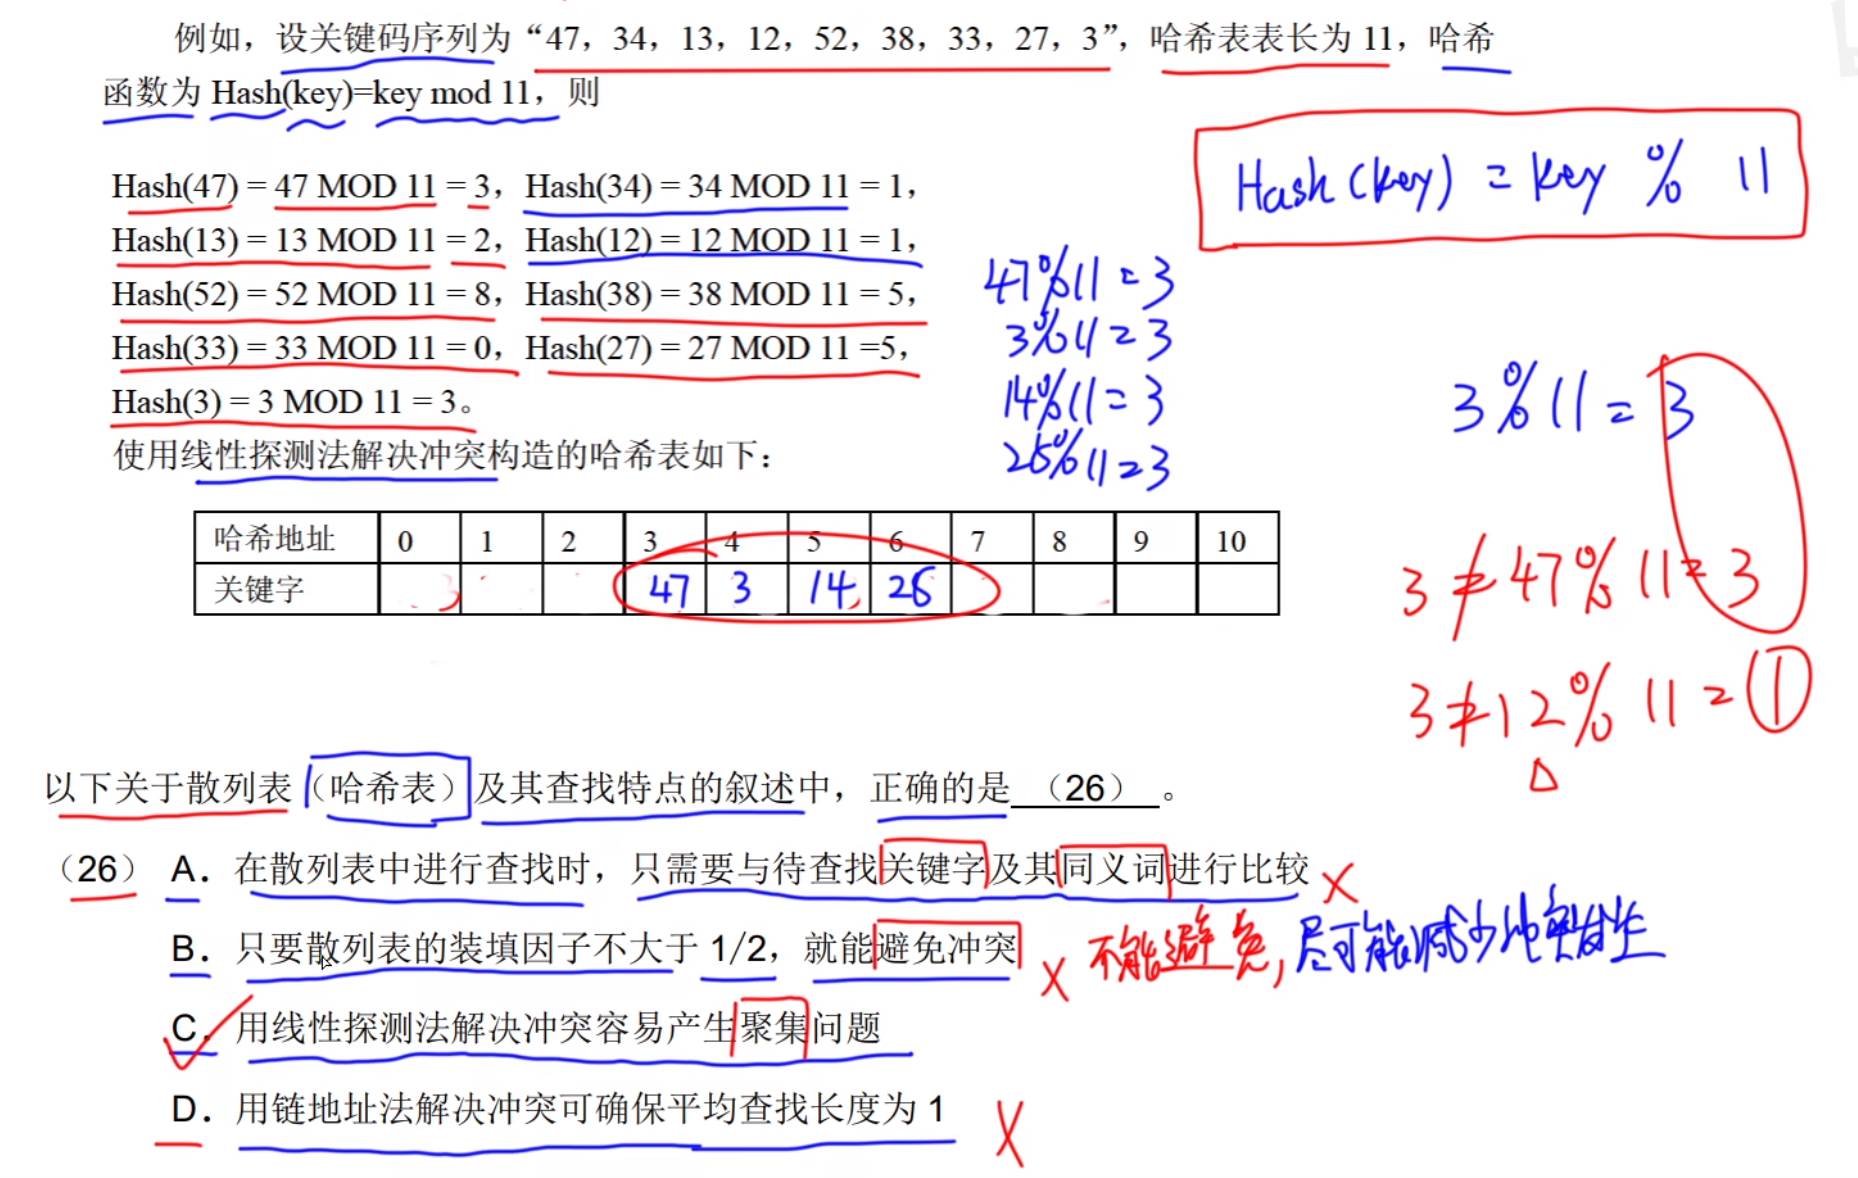 例如，设关键码序列为“47，34，13，12，52，38，33，27，3”，哈希表表长为 11，哈希
函数为 Hash(key)=key mod 11，则
Hash(key) = key % 11
Hash(47) = 47 MOD 11 = 3，Hash(34) = 34 MOD 11 = 1，
Hash(13) = 13 MOD 11 = 2，Hash(12) = 12 MOD 11 = 1，
Hash(52) = 52 MOD 11 = 8，Hash(38) = 38 MOD 11 = 5，
Hash(33) = 33 MOD 11 = 0，Hash(27) = 27 MOD 11 =5，
Hash(3) = 3 MOD 11 = 3。
47%11=3
3%11=3
14%11=3
25%11=3
3%11=3
3≠47%11=3
3≠12%11=①
使用线性探测法解决冲突构造的哈希表如下：
哈希地址 0 1 2 3 4 5 6 7 8 9 10
关键字 3 47 3 14 25
以下关于散列表（哈希表）及其查找特点的叙述中，正确的是 （26） 。
（26） A．在散列表中进行查找时，只需要与待查找关键字及其同义词进行比较 ×
B．只要散列表的装填因子不大于 1/2，就能避免冲突 × 不能避免，尽可能减少冲突发生
C．用线性探测法解决冲突容易产生聚集问题
D．用链地址法解决冲突可确保平均查找长度为 1 ×